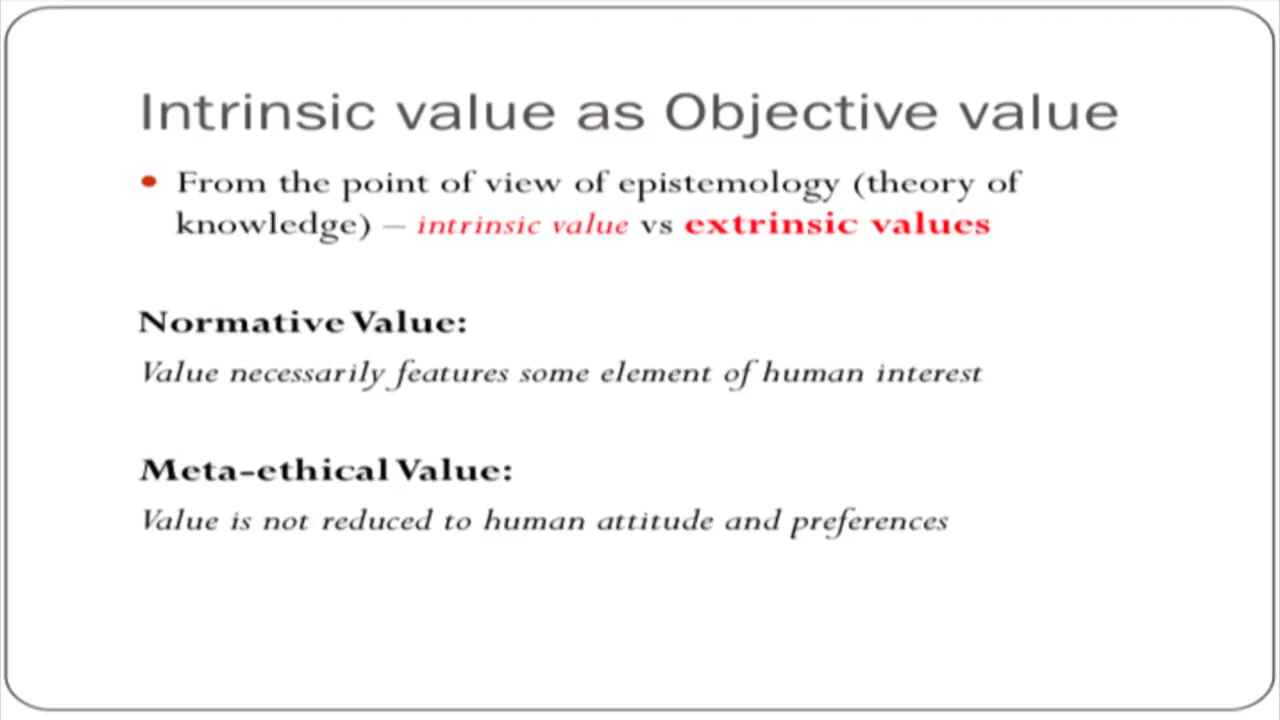 Intrinsic value as Objective value
• From the point of view of epistemology (theory of
knowledge) – intrinsic value vs extrinsic values
Normative Value:
Value necessarily features some element of human interest
Meta-ethical Value:
Value is not reduced to human attitude and preferences